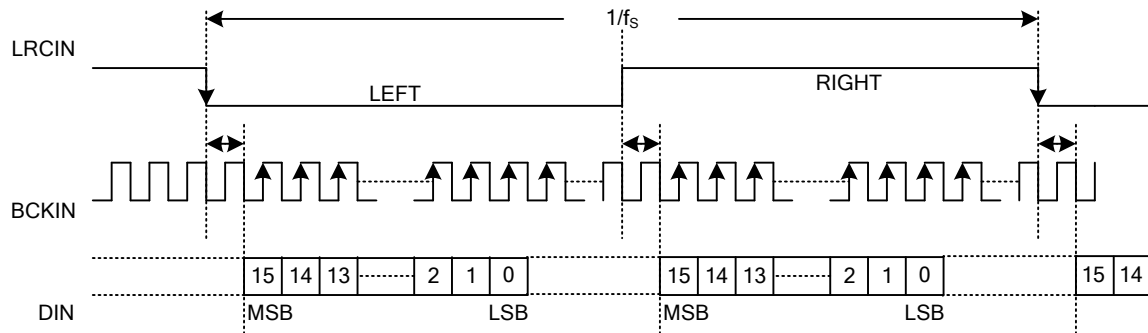 1/fS
LRCIN
LEFT
RIGHT
BCKIN
15 14 13 2 1 0 15 14 13 2 1 0 15 14
DIN MSB LSB MSB LSB